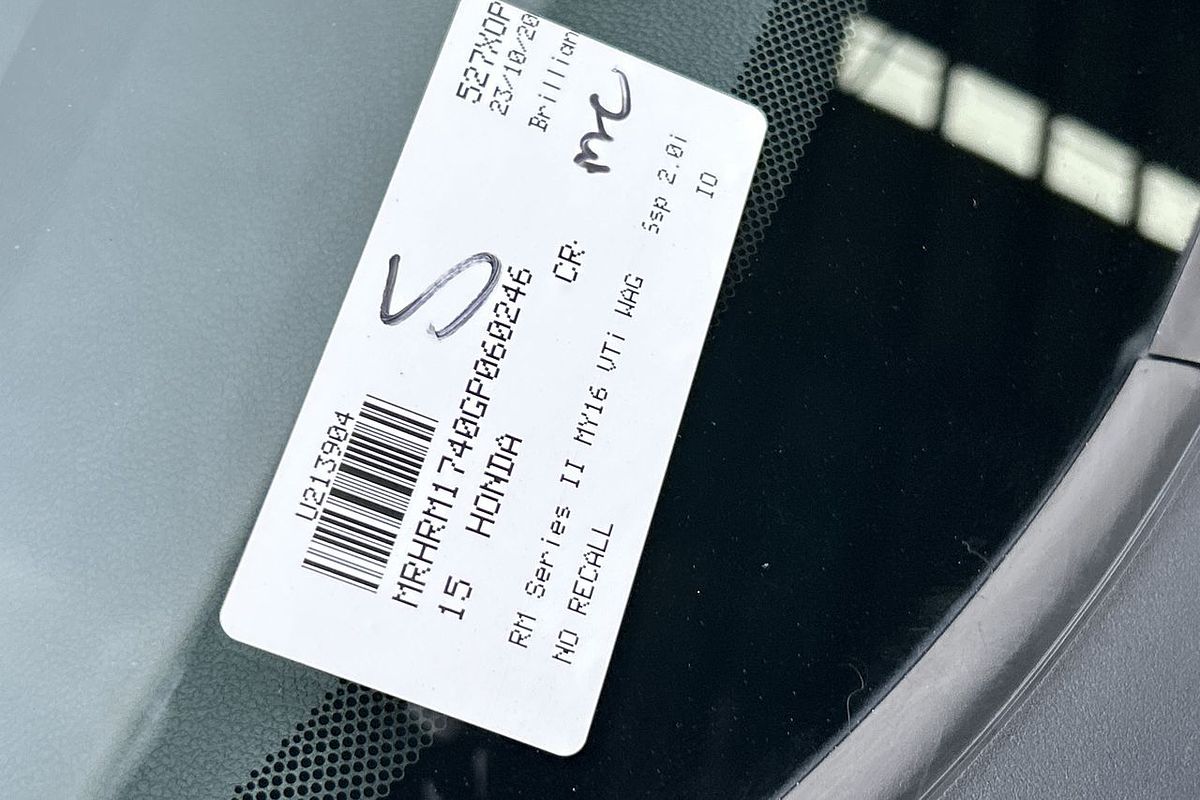 U213904 527XOP
23/10/20
MRHRM1740GP060246
15 HONDA CR
RM Series II MY16 VTi WAG 5sp 2.0i
NO RECALL IO
S